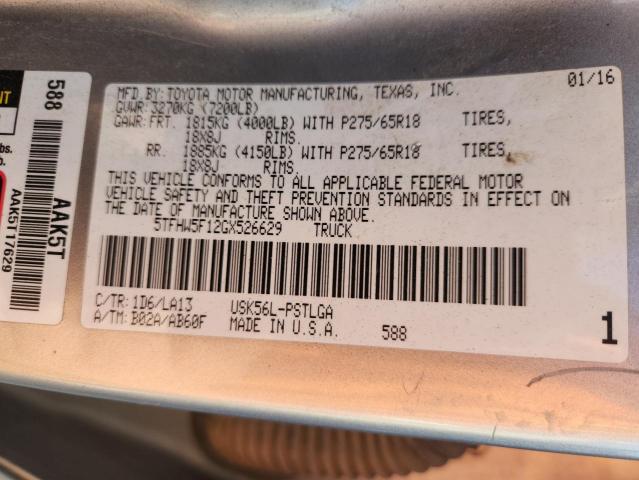 MFD.BY:TOYOTA MOTOR MANUFACTURING, TEXAS, INC. 01/16
GVWR:3270KG (7200LB)
GAWR:FRT. 1815KG (4000LB) WITH P275/65R18 TIRES,
18X8J RIMS.
RR. 1885KG (4150LB) WITH P275/65R18 TIRES,
18X8J RIMS.
THIS VEHICLE CONFORMS TO ALL APPLICABLE FEDERAL MOTOR
VEHICLE SAFETY AND THEFT PREVENTION STANDARDS IN EFFECT ON
THE DATE OF MANUFACTURE SHOWN ABOVE.
5TFHW5F12GX526629 TRUCK
C/TR: 1D6/LA13 USK56L-PSTLGA
A/TM: B02A/AB60F MADE IN U.S.A. 588 1
588
AAK5T
AAK5T17629
NT
lbs.
b.